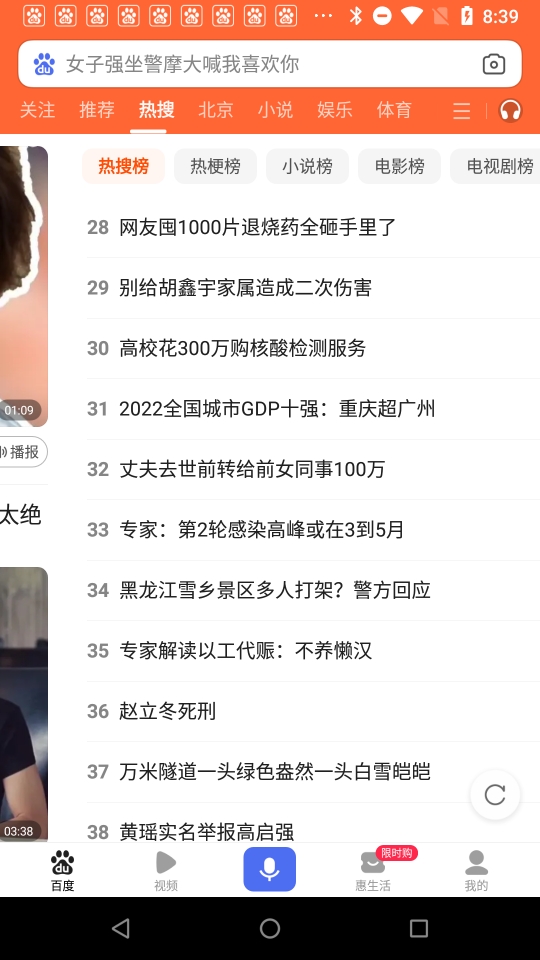 8:39
du
女子强坐警摩大喊我喜欢你
关注 推荐 热搜 北京 小说 娱乐 体育
热搜榜 热梗榜 小说榜 电影榜 电视剧榜
28 网友囤1000片退烧药全砸手里了
29 别给胡鑫宇家属造成二次伤害
30 高校花300万购核酸检测服务
31 2022全国城市GDP十强：重庆超广州
01:09
播报
32 丈夫去世前转给前女同事100万
太绝
33 专家：第2轮感染高峰或在3到5月
34 黑龙江雪乡景区多人打架？警方回应
35 专家解读以工代赈：不养懒汉
36 赵立冬死刑
37 万米隧道一头绿色盎然一头白雪皑皑
38 黄瑶实名举报高启强
03:38
限时购
百度 视频 惠生活 我的